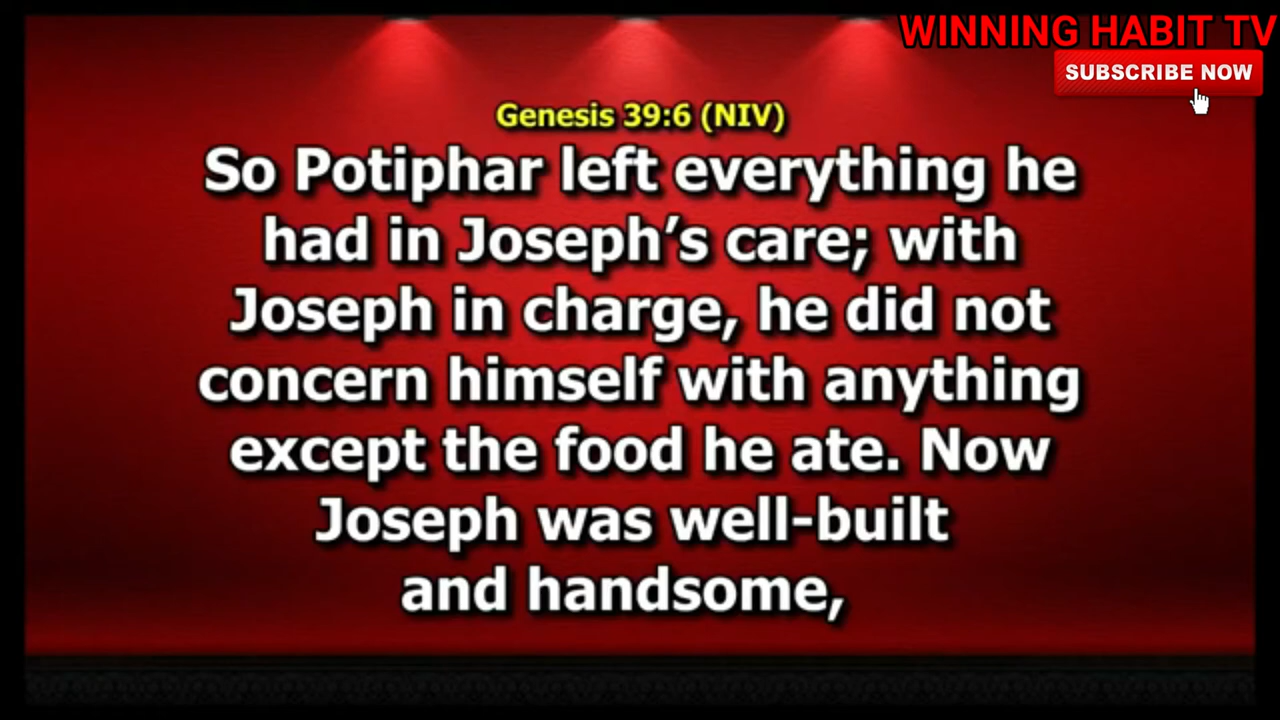 WINNING HABIT TV
SUBSCRIBE NOW
Genesis 39:6 (NIV)
So Potiphar left everything he
had in Joseph’s care; with
Joseph in charge, he did not
concern himself with anything
except the food he ate. Now
Joseph was well-built
and handsome,